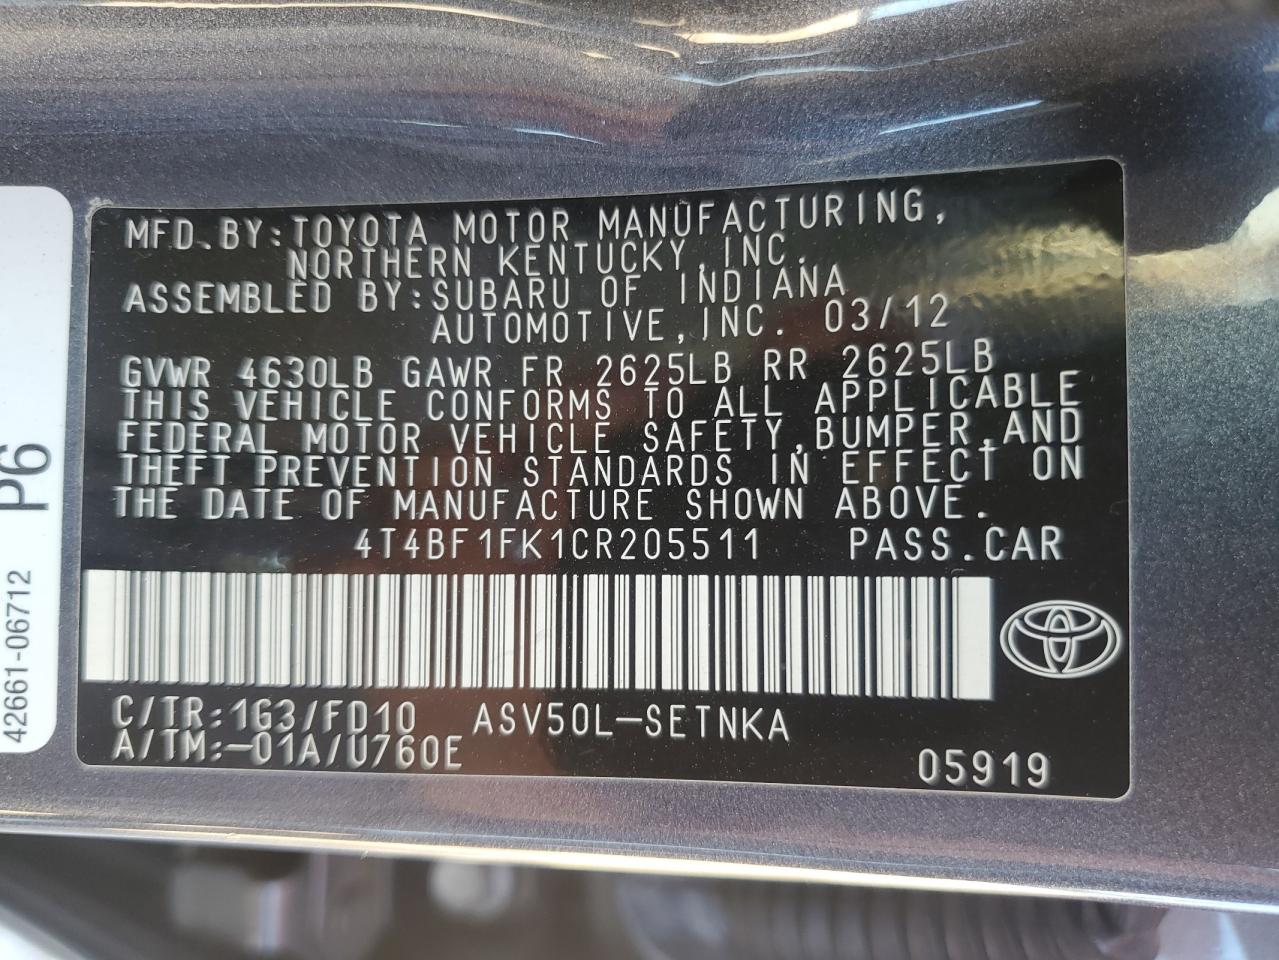 MFD.BY:TOYOTA MOTOR MANUFACTURING,
NORTHERN KENTUCKY,INC.
ASSEMBLED BY:SUBARU OF INDIANA
AUTOMOTIVE,INC. 03/12
GVWR 4630LB GAWR FR 2625LB RR 2625LB
THIS VEHICLE CONFORMS TO ALL APPLICABLE
FEDERAL MOTOR VEHICLE SAFETY,BUMPER,AND
THEFT PREVENTION STANDARDS IN EFFECT ON
THE DATE OF MANUFACTURE SHOWN ABOVE.
4T4BF1FK1CR205511 PASS.CAR
C/TR:1G3/FD10 ASV50L-SETNKA
A/TM:-01A/U760E
05919
P6
42661-06712